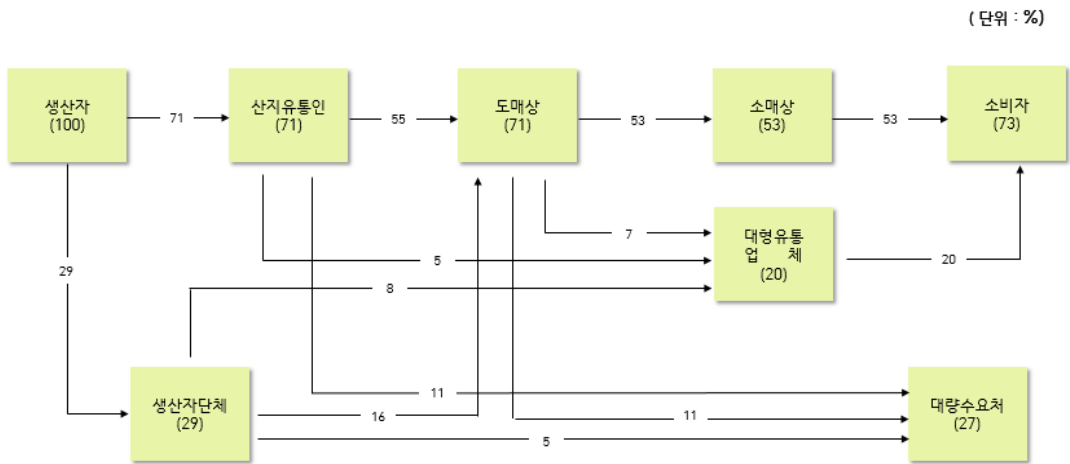 ( 단위 : %)
생산자
(100)
71
산지유통인
(71)
55
도매상
(71)
53
소매상
(53)
53
소비자
(73)
7
대형유통
업 체
(20)
5
20
29
8
생산자단체
(29)
11
16
11
5
대량수요처
(27)